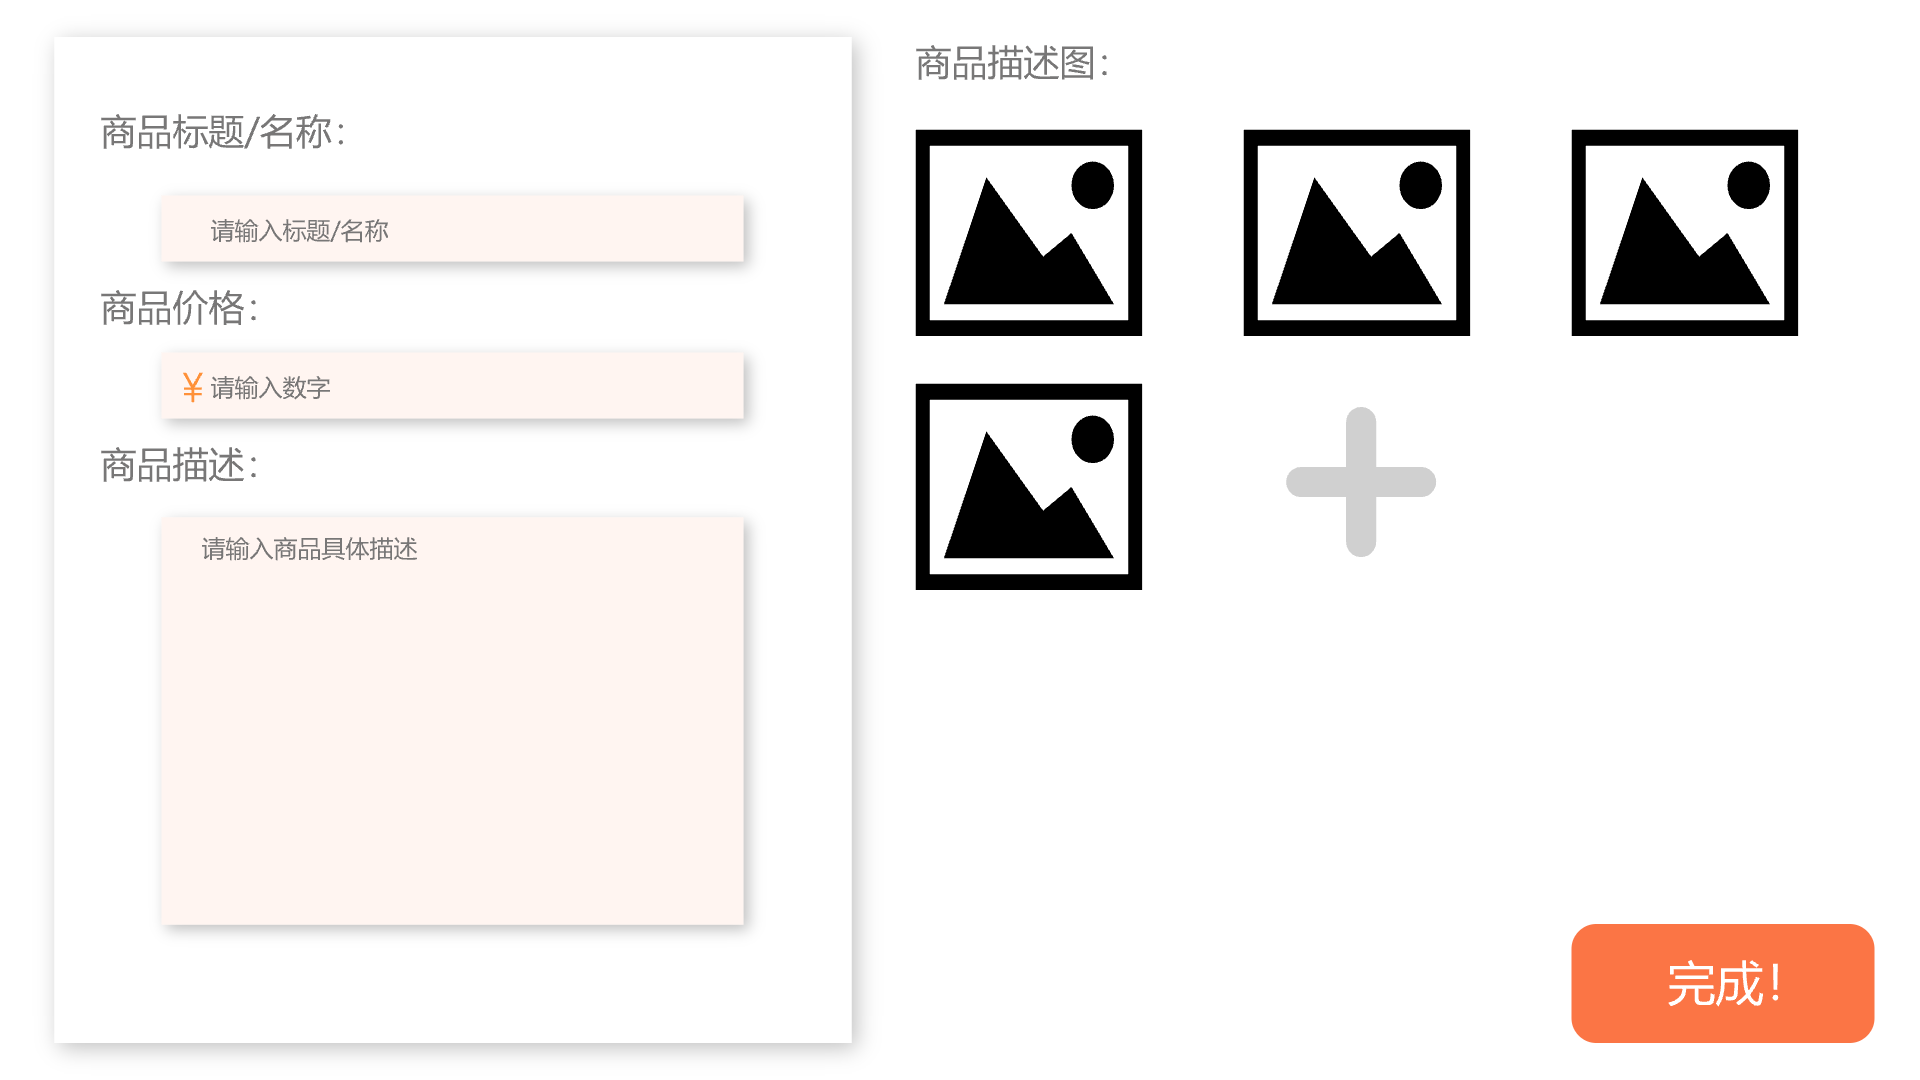 商品标题/名称：
请输入标题/名称
商品价格：
¥ 请输入数字
商品描述：
请输入商品具体描述
商品描述图：
完成！